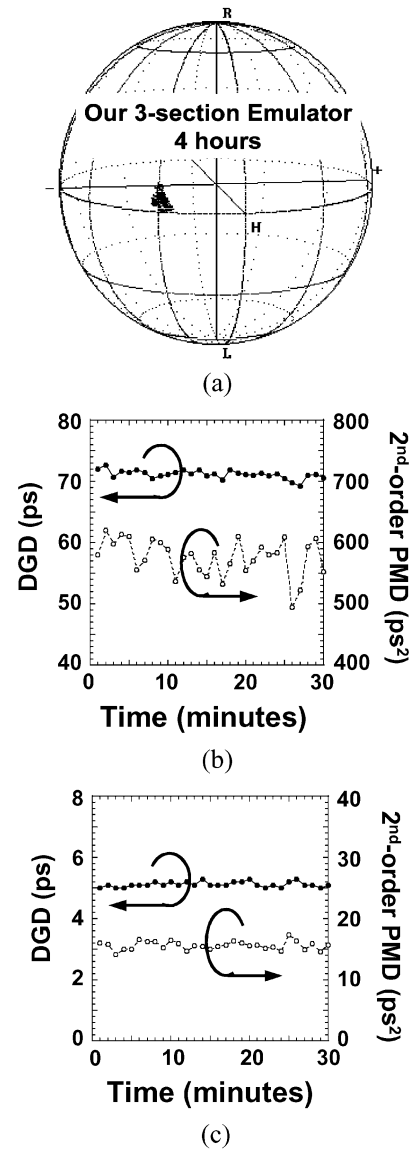 R
Our 3-section Emulator
4 hours
−
+
H
L
(a)
80
70
60
50
40
DGD (ps)
800
700
600
500
400
2nd-order PMD (ps2)
0
10
20
30
Time (minutes)
(b)
8
6
4
2
0
DGD (ps)
40
30
20
10
0
2nd-order PMD (ps2)
0
10
20
30
Time (minutes)
(c)